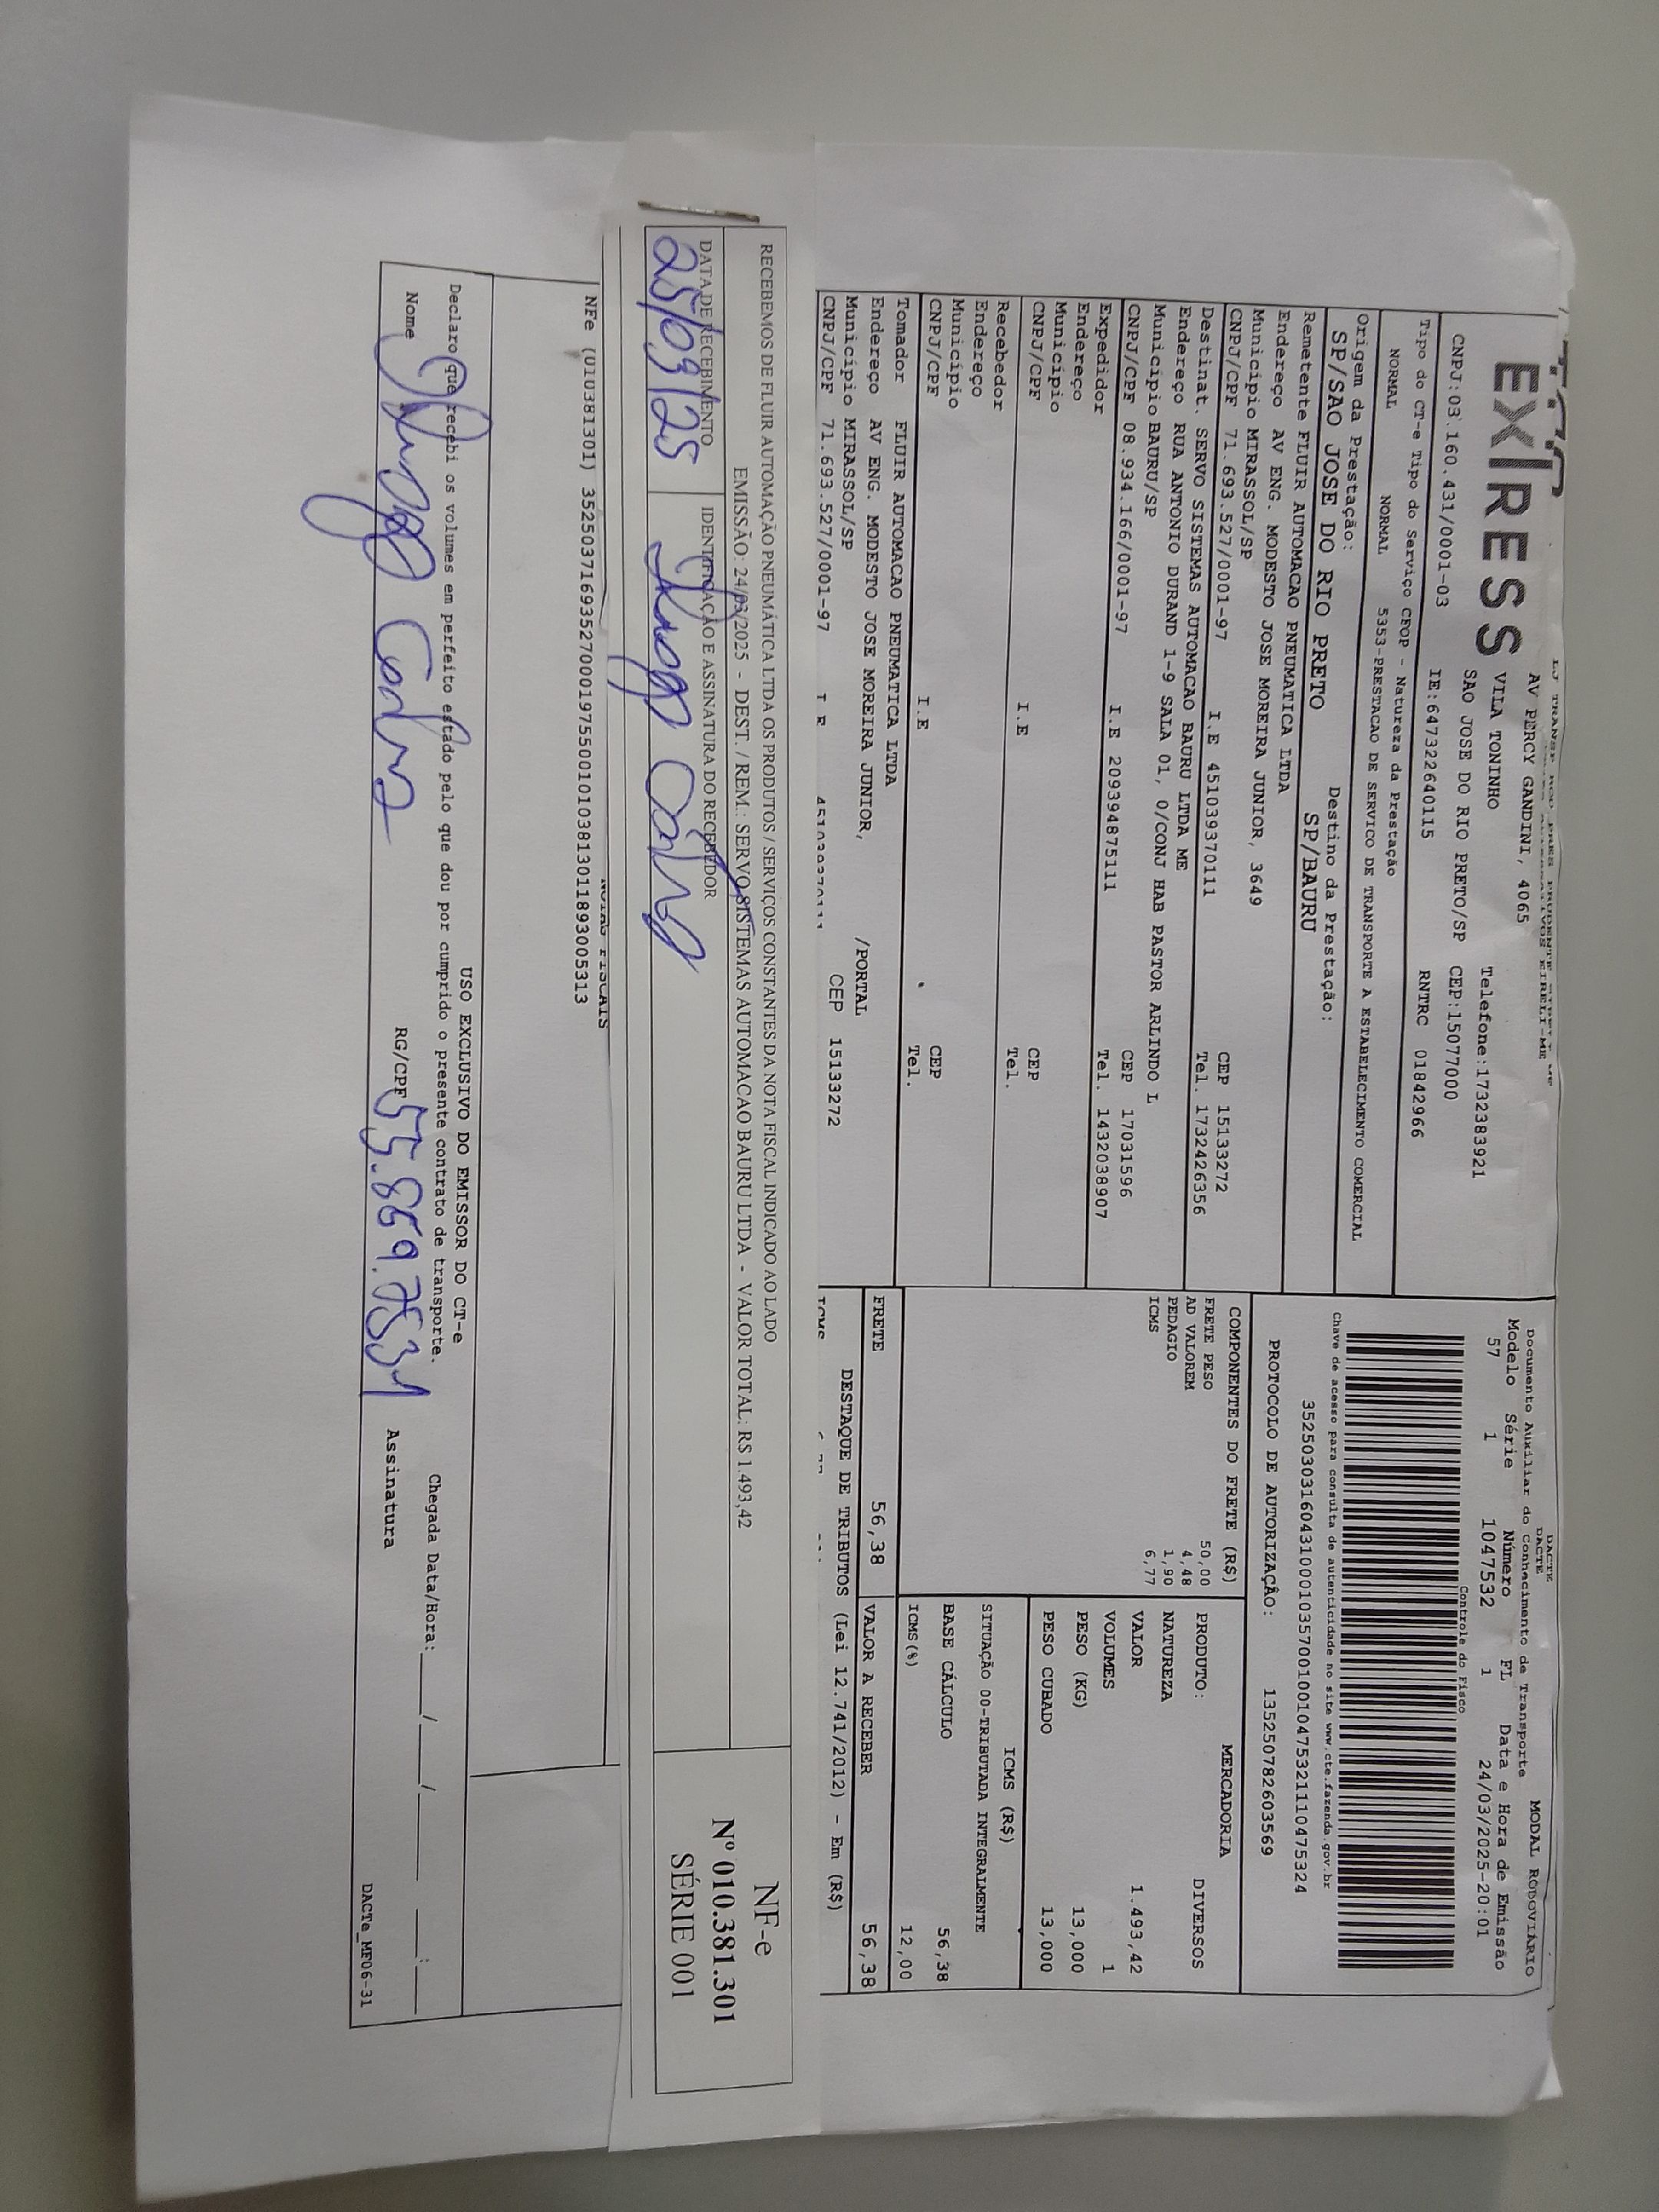 EXPRESS
AV PERCY GANDINI, 4065
VILA TONINHO
SAO JOSE DO RIO PRETO/SP
Telefone:1732383921
CEP:15077000
CNPJ:03.160.431/0001-03
IE:647322640115
RNTRC 01842966
Tipo do CT-e Tipo do Serviço CFOP - Natureza da Prestação
NORMAL NORMAL 5353-PRESTACAO DE SERVICO DE TRANSPORTE A ESTABELECIMENTO COMERCIAL
Origem da Prestação: Destino da Prestação:
SP/SAO JOSE DO RIO PRETO SP/BAURU
Remetente FLUIR AUTOMACAO PNEUMATICA LTDA
Endereço AV ENG. MODESTO JOSE MOREIRA JUNIOR, 3649
Município MIRASSOL/SP CEP 15133272
CNPJ/CPF 71.693.527/0001-97 I.E 451039370111 Tel. 1732426356
Destinat. SERVO SISTEMAS AUTOMACAO BAURU LTDA ME
Endereço RUA ANTONIO DURAND 1-9 SALA 01, 0/CONJ HAB PASTOR ARLINDO L
Município BAURU/SP CEP 17031596
CNPJ/CPF 08.934.166/0001-97 I.E 209394875111 Tel. 1432038907
Expedidor
Endereço
Município CEP
CNPJ/CPF I.E Tel.
Recebedor
Endereço
Município CEP
CNPJ/CPF I.E Tel.
Tomador FLUIR AUTOMACAO PNEUMATICA LTDA
Endereço AV ENG. MODESTO JOSE MOREIRA JUNIOR, /PORTAL
Município MIRASSOL/SP CEP 15133272
CNPJ/CPF 71.693.527/0001-97
DACTE
Documento Auxiliar do Conhecimento de Transporte
MODAL RODOVIÁRIO
Modelo Série Número FL Data e Hora de Emissão
57 1 1047532 1 24/03/2025-20:01
Controle do Fisco
Chave de acesso para consulta de autenticidade no site www.cte.fazenda.gov.br
35250303160431000103570010010475321110475324
PROTOCOLO DE AUTORIZAÇÃO: 135250782603569
COMPONENTES DO FRETE (R$)
FRETE PESO 50,00
AD VALOREM 4,48
PEDAGIO 1,90
ICMS 6,77
MERCADORIA
PRODUTO: DIVERSOS
NATUREZA
VALOR 1.493,42
VOLUMES 1
PESO (KG) 13,000
PESO CUBADO 13,000
ICMS (R$)
SITUAÇÃO 00-TRIBUTADA INTEGRALMENTE
BASE CÁLCULO 56,38
ICMS(%) 12,00
FRETE 56,38
VALOR A RECEBER 56,38
DESTAQUE DE TRIBUTOS (Lei 12.741/2012) - Em (R$)
RECEBEMOS DE FLUIR AUTOMAÇÃO PNEUMÁTICA LTDA OS PRODUTOS / SERVIÇOS CONSTANTES DA NOTA FISCAL INDICADO AO LADO
EMISSÃO: 24/03/2025 - DEST. / REM.: SERVO SISTEMAS AUTOMACAO BAURU LTDA - VALOR TOTAL: R$ 1.493,42
DATA DE RECEBIMENTO
25/03/25
IDENTIFICAÇÃO E ASSINATURA DO RECEBEDOR
NF-e
Nº 010.381.301
SÉRIE 001
NOTAS FISCAIS
NFe (010381301) 35250371693527000197550010103813011893005313
USO EXCLUSIVO DO EMISSOR DO CT-e
Declaro que recebi os volumes em perfeito estado pelo que dou por cumprido o presente contrato de transporte.
Chegada Data/Hora: ___/___/___ ___:___
Nome
RG/CPF 55.869.753-1
Assinatura
DACTe_MF06-31